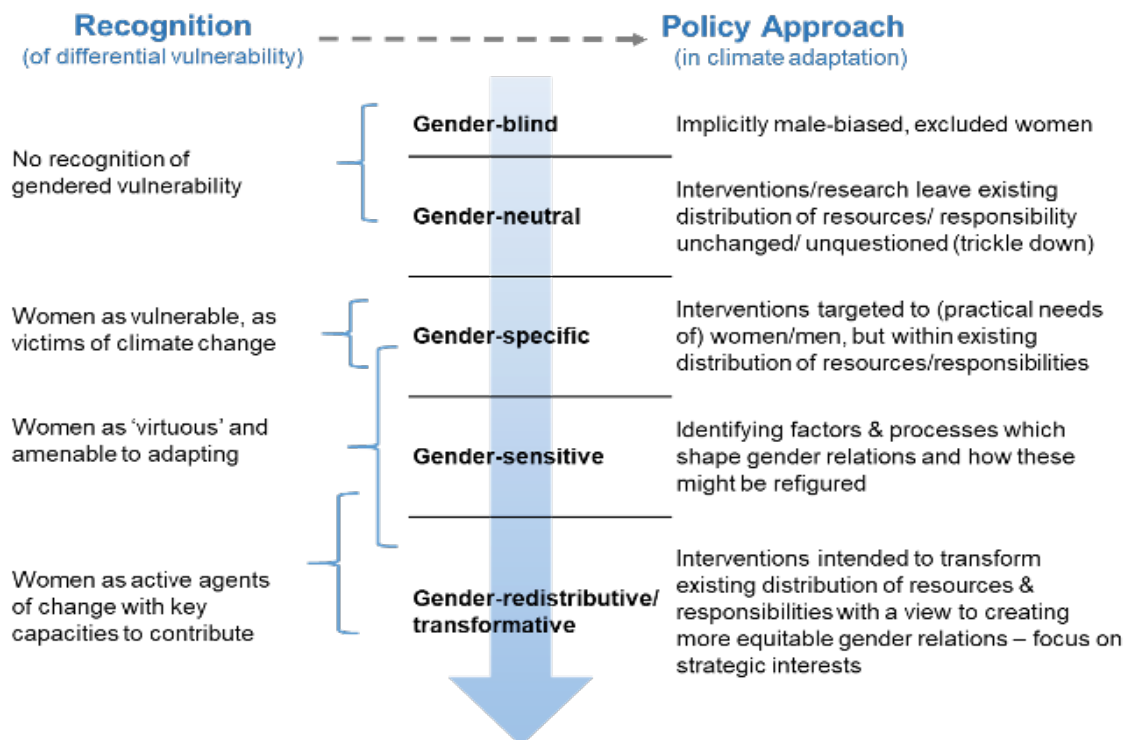 Recognition
(of differential vulnerability)
Policy Approach
(in climate adaptation)
No recognition of
gendered vulnerability
Gender-blind
Implicitly male-biased, excluded women
Gender-neutral
Interventions/research leave existing
distribution of resources/ responsibility
unchanged/ unquestioned (trickle down)
Women as vulnerable, as
victims of climate change
Gender-specific
Interventions targeted to (practical needs
of) women/men, but within existing
distribution of resources/responsibilities
Women as ‘virtuous’ and
amenable to adapting
Gender-sensitive
Identifying factors & processes which
shape gender relations and how these
might be refigured
Women as active agents
of change with key
capacities to contribute
Gender-redistributive/
transformative
Interventions intended to transform
existing distribution of resources &
responsibilities with a view to creating
more equitable gender relations – focus on
strategic interests